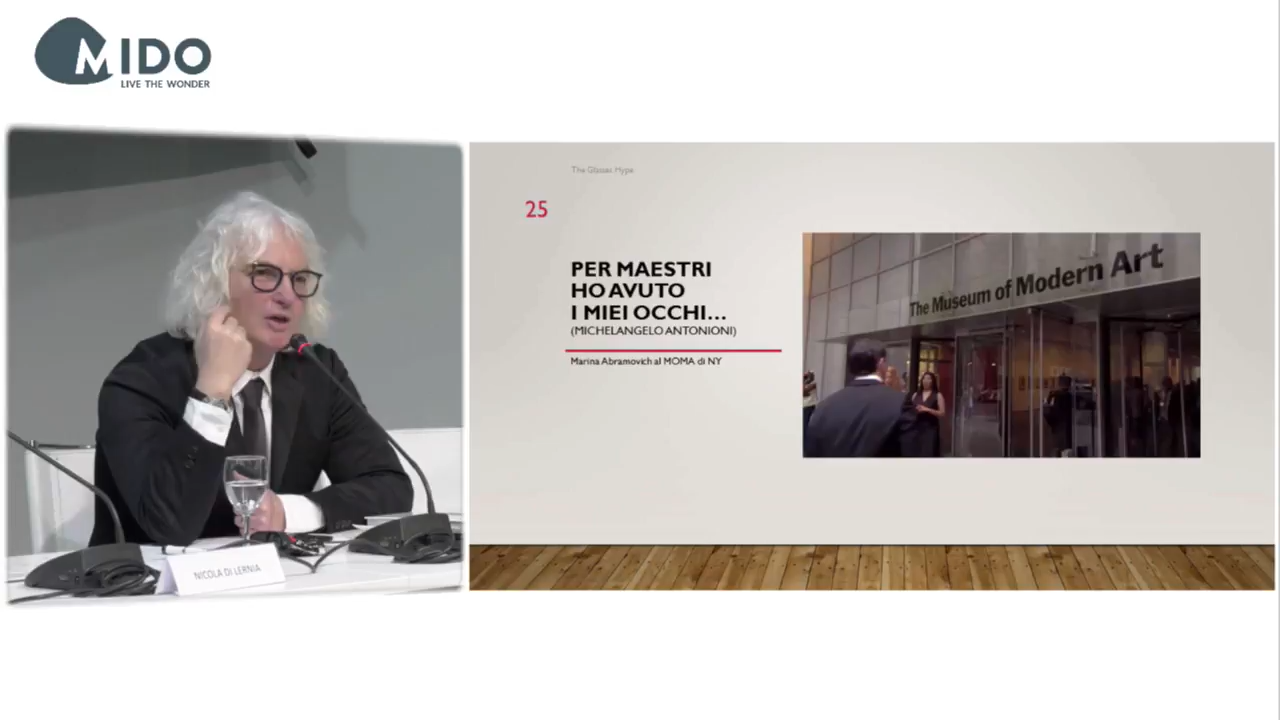 MIDO
LIVE THE WONDER
The Glasses Hype
25
PER MAESTRI
HO AVUTO
I MIEI OCCHI...
(MICHELANGELO ANTONIONI)
Marina Abramovich al MOMA di NY
The Museum of Modern Art
NICOLA DI LERNIA